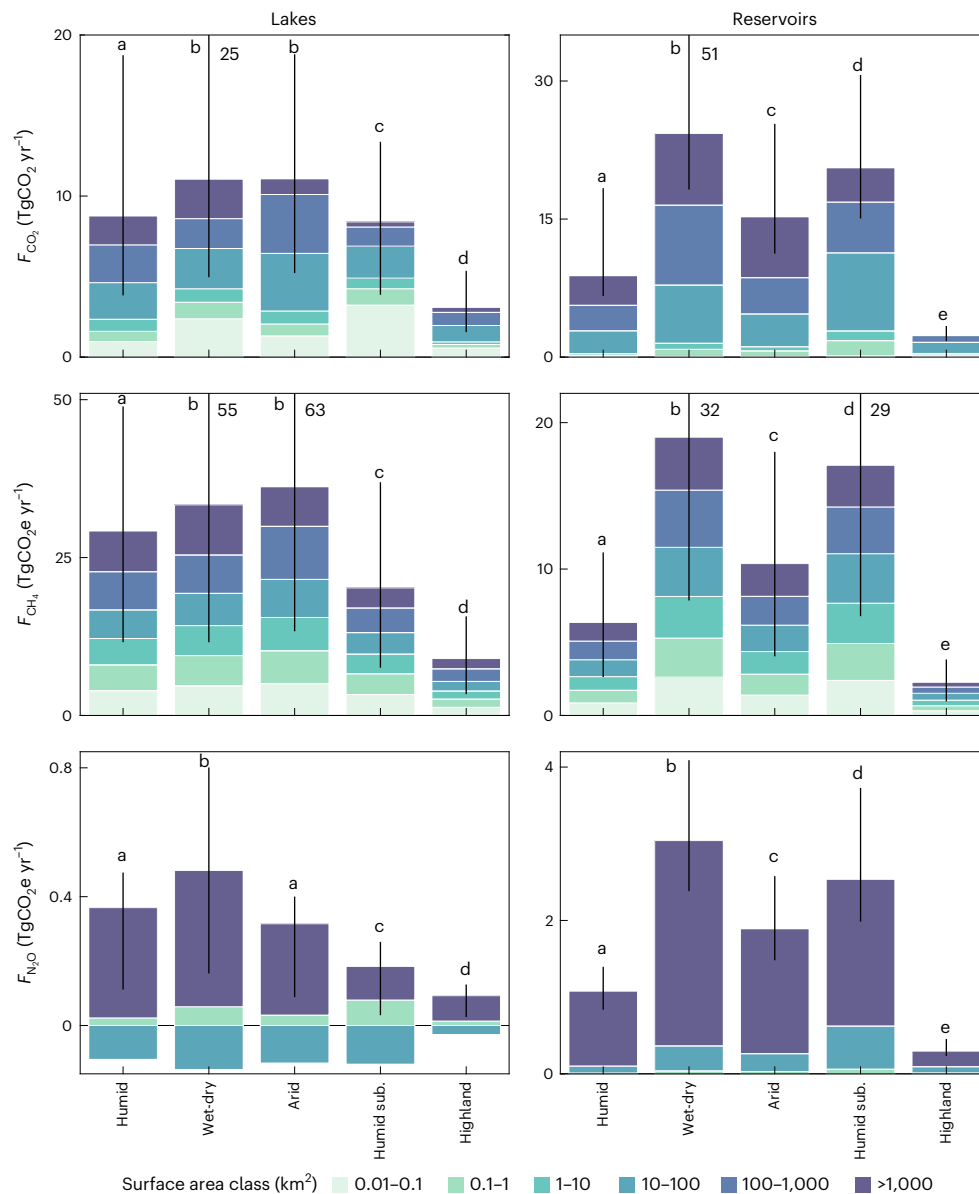 Lakes
Reservoirs
F_CO₂ (TgCO₂ yr⁻¹)
20
10
0
a
b
25
b
c
d
30
15
0
a
b
51
c
d
e
F_CH₄ (TgCO₂e yr⁻¹)
50
25
0
a
b
55
b
63
c
d
20
10
0
a
b
32
c
d
29
e
F_N₂O (TgCO₂e yr⁻¹)
0.8
0.4
0
a
b
a
c
d
4
2
0
a
b
c
d
e
Humid
Wet-dry
Arid
Humid sub.
Highland
Humid
Wet-dry
Arid
Humid sub.
Highland
Surface area class (km²) 0.01–0.1 0.1–1 1–10 10–100 100–1,000 >1,000